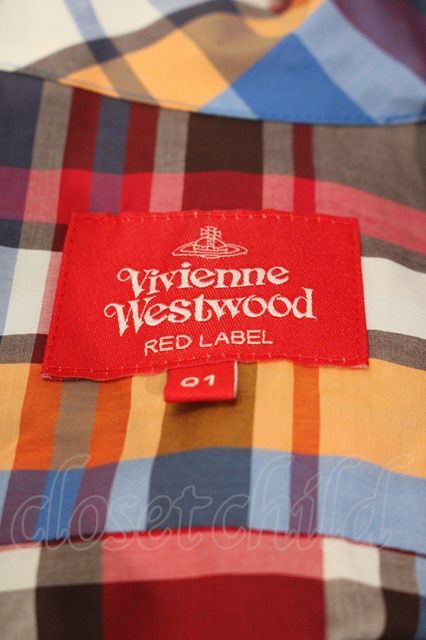 Vivienne
Westwood
RED LABEL
01
closetchild